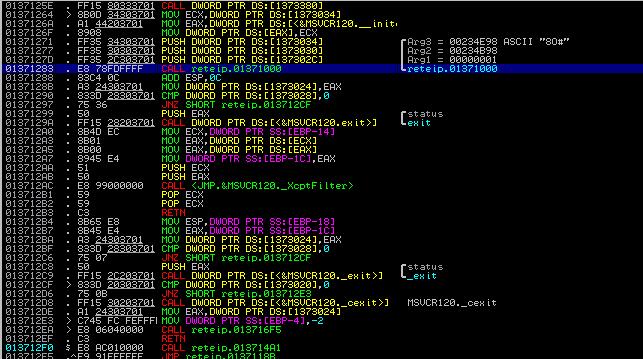 0137125E . FF15 80333701 CALL DWORD PTR DS:[1373380]
01371264 > 8B0D 34303701 MOV ECX,DWORD PTR DS:[1373034]
0137126A . A1 44203701 MOV EAX,DWORD PTR DS:[<&MSVCR120.__inite
0137126F . 8908 MOV DWORD PTR DS:[EAX],ECX
01371271 . FF35 34303701 PUSH DWORD PTR DS:[1373034] Arg3 = 00234E98 ASCII "8O#"
01371277 . FF35 30303701 PUSH DWORD PTR DS:[1373030] Arg2 = 00234B98
0137127D . FF35 2C303701 PUSH DWORD PTR DS:[137302C] Arg1 = 00000001
01371283 . E8 78FDFFFF CALL reteip.01371000 reteip.01371000
01371288 . 83C4 0C ADD ESP,0C
0137128B . A3 24303701 MOV DWORD PTR DS:[1373024],EAX
01371290 . 833D 28303701 CMP DWORD PTR DS:[1373028],0
01371297 . 75 36 JNZ SHORT reteip.013712CF
01371299 . 50 PUSH EAX status
0137129A . FF15 28203701 CALL DWORD PTR DS:[<&MSVCR120.exit>] exit
013712A0 . 8B4D EC MOV ECX,DWORD PTR SS:[EBP-14]
013712A3 . 8B01 MOV EAX,DWORD PTR DS:[ECX]
013712A5 . 8B00 MOV EAX,DWORD PTR DS:[EAX]
013712A7 . 8945 E4 MOV DWORD PTR SS:[EBP-1C],EAX
013712AA . 51 PUSH ECX
013712AB . 50 PUSH EAX
013712AC . E8 99000000 CALL <JMP.&MSVCR120._XcptFilter>
013712B1 . 59 POP ECX
013712B2 . 59 POP ECX
013712B3 . C3 RETN
013712B4 . 8B65 E8 MOV ESP,DWORD PTR SS:[EBP-18]
013712B7 . 8B45 E4 MOV EAX,DWORD PTR SS:[EBP-1C]
013712BA . A3 24303701 MOV DWORD PTR DS:[1373024],EAX
013712BF . 833D 28303701 CMP DWORD PTR DS:[1373028],0
013712C6 . 75 07 JNZ SHORT reteip.013712CF
013712C8 . 50 PUSH EAX status
013712C9 . FF15 2C203701 CALL DWORD PTR DS:[<&MSVCR120._exit>] _exit
013712CF > 833D 20303701 CMP DWORD PTR DS:[1373020],0
013712D6 . 75 0B JNZ SHORT reteip.013712E3
013712D8 . FF15 30203701 CALL DWORD PTR DS:[<&MSVCR120._cexit>] MSVCR120._cexit
013712DE . A1 24303701 MOV EAX,DWORD PTR DS:[1373024]
013712E3 > C745 FC FEFFFF MOV DWORD PTR SS:[EBP-4],-2
013712EA > E8 06040000 CALL reteip.013716F5
013712EF . C3 RETN
013712F0 $ E8 AC010000 CALL reteip.013714A1
013712F5 .^E9 91FEFFFF JMP reteip.0137118B